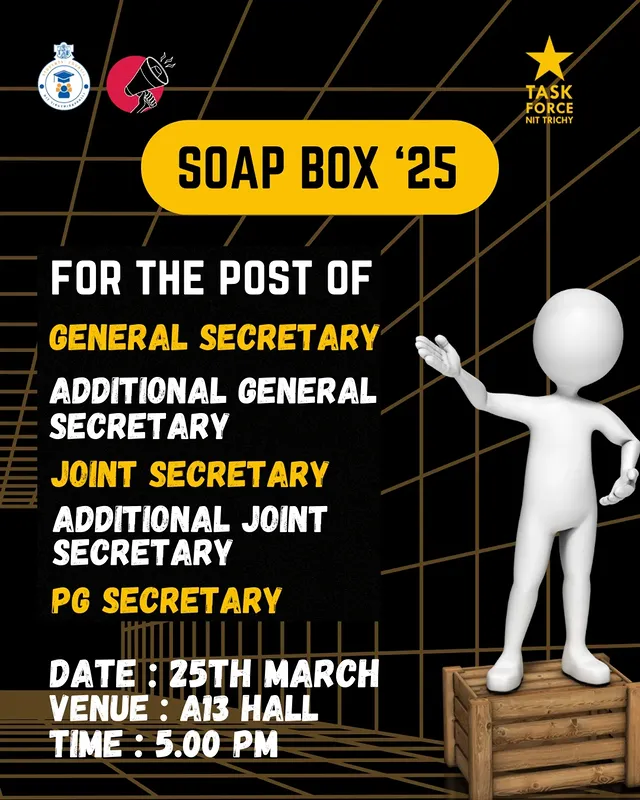 TASK
FORCE
NIT TRICHY
SOAP BOX ‘25
FOR THE POST OF
GENERAL SECRETARY
ADDITIONAL GENERAL
SECRETARY
JOINT SECRETARY
ADDITIONAL JOINT
SECRETARY
PG SECRETARY
DATE : 25TH MARCH
VENUE : A13 HALL
TIME : 5.00 PM